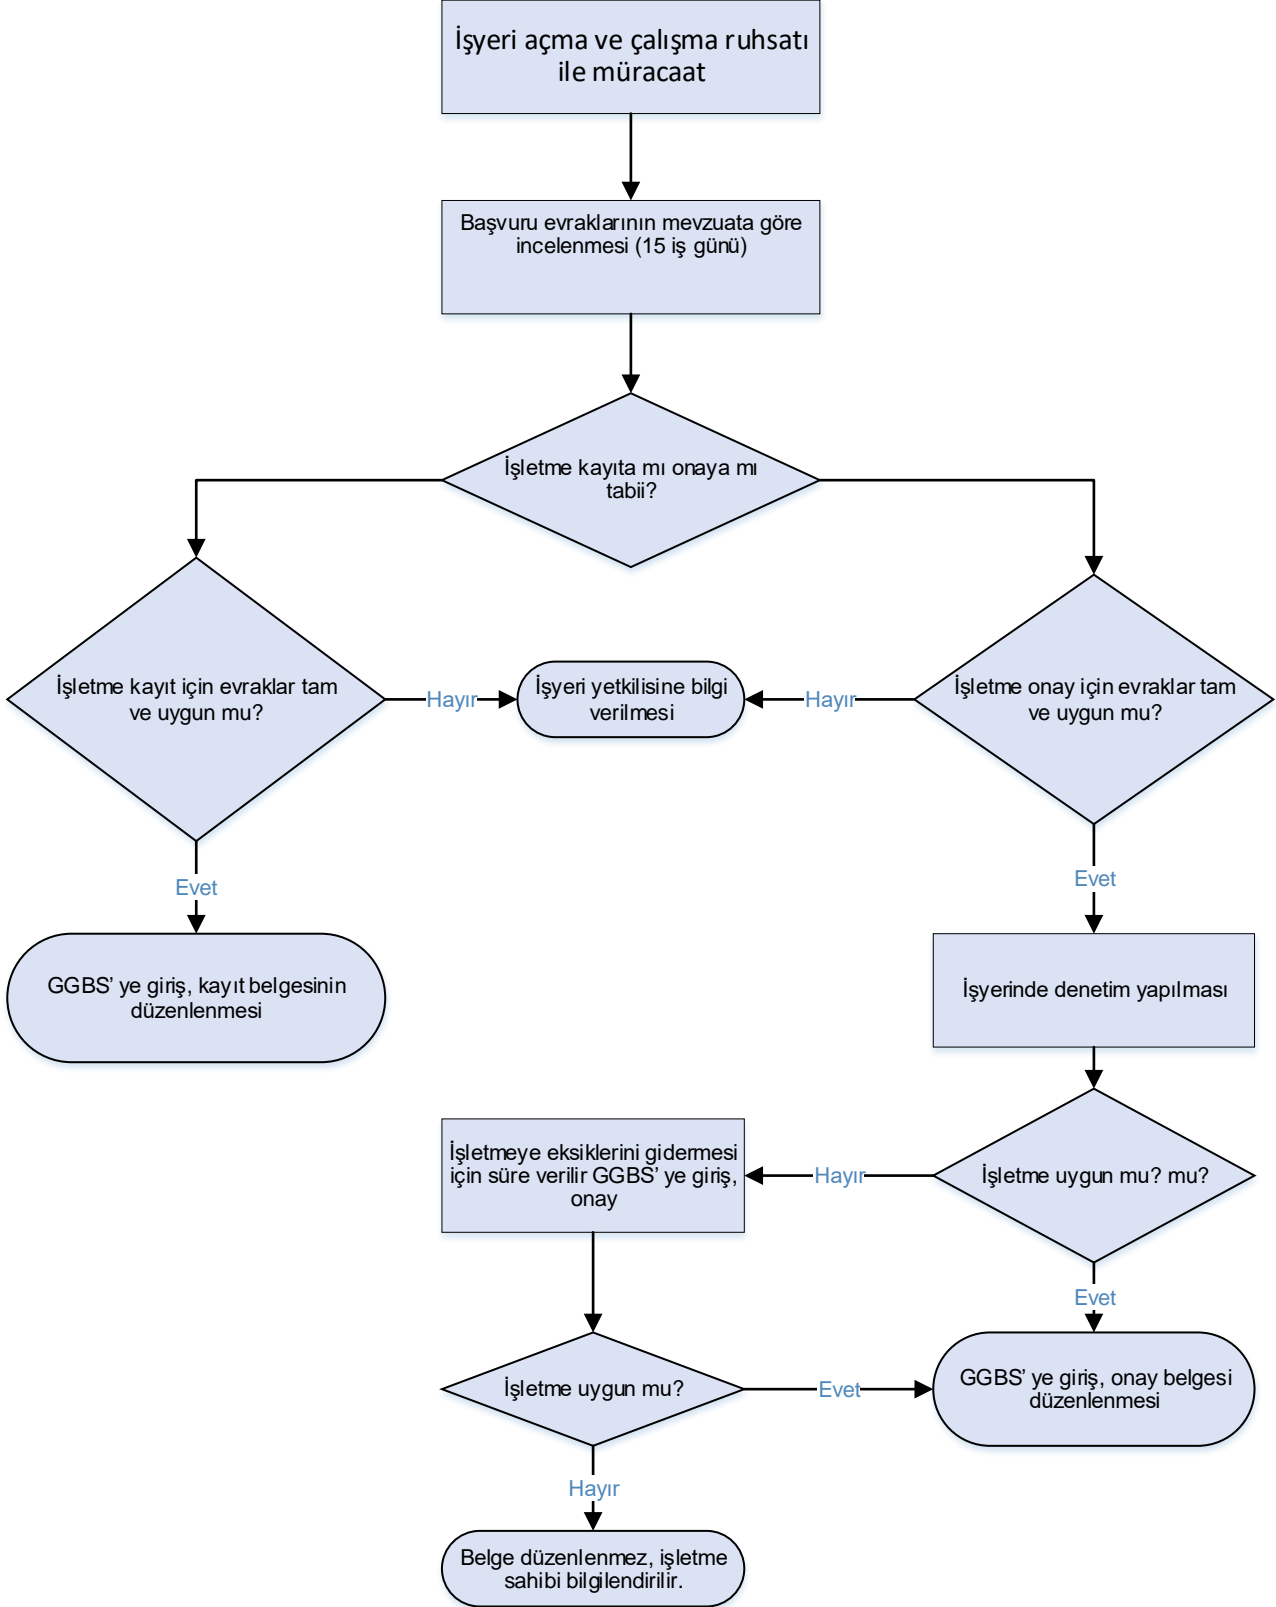 İşyeri açma ve çalışma ruhsatı
ile müracaat
Başvuru evraklarının mevzuata göre
incelenmesi (15 iş günü)
İşletme kayıta mı onaya mı
tabii?
İşletme kayıt için evraklar tam
ve uygun mu?
Hayır
İşyeri yetkilisine bilgi
verilmesi
Hayır
İşletme onay için evraklar tam
ve uygun mu?
Evet
Evet
GGBS' ye giriş, kayıt belgesinin
düzenlenmesi
İşyerinde denetim yapılması
İşletmeye eksiklerini gidermesi
için süre verilir GGBS' ye giriş,
onay
Hayır
İşletme uygun mu? mu?
Evet
İşletme uygun mu?
Evet
GGBS' ye giriş, onay belgesi
düzenlenmesi
Hayır
Belge düzenlenmez, işletme
sahibi bilgilendirilir.